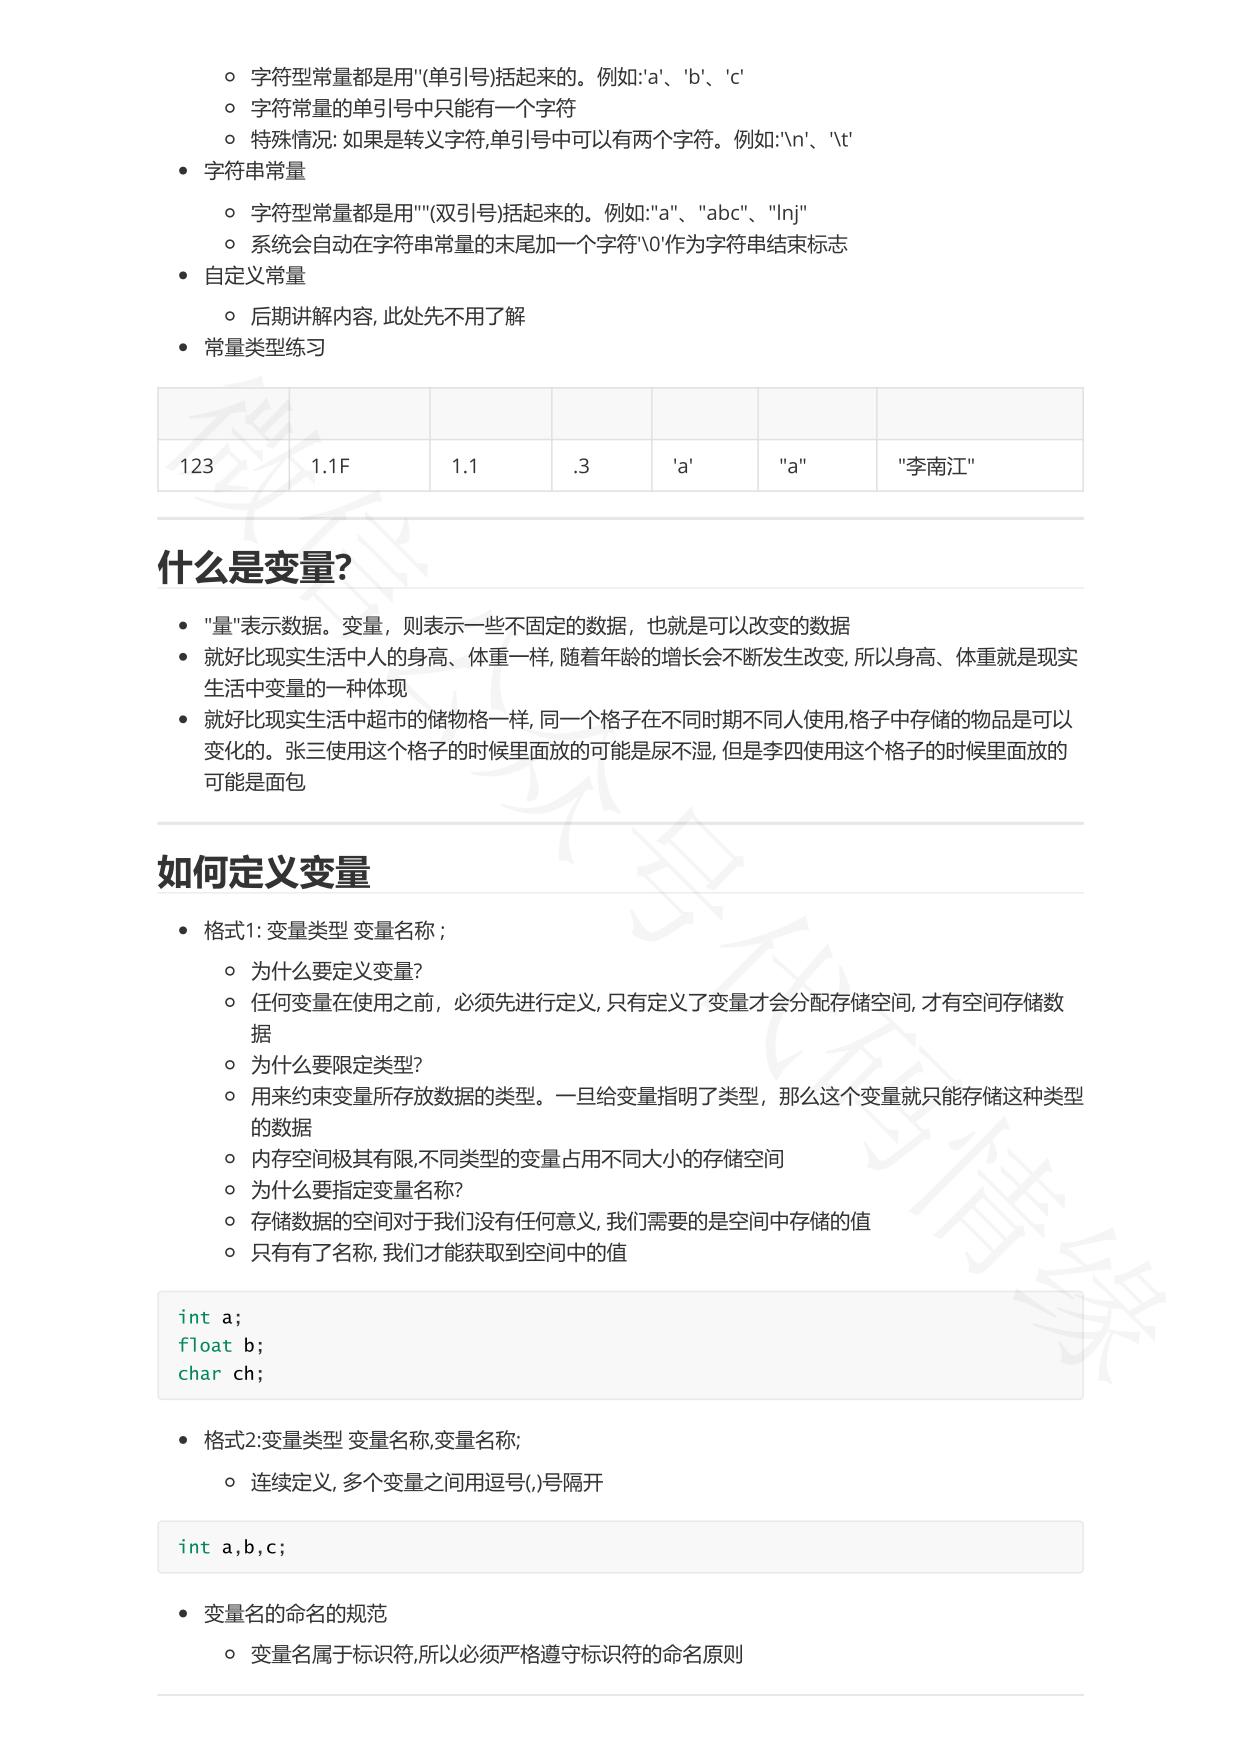 字符型常量都是用''(单引号)括起来的。例如:'a'、'b'、'c'
字符常量的单引号中只能有一个字符
特殊情况: 如果是转义字符,单引号中可以有两个字符。例如:'\n'、'\t'
字符串常量
字符型常量都是用""(双引号)括起来的。例如:"a"、"abc"、"lnj"
系统会自动在字符串常量的末尾加一个字符'\0'作为字符串结束标志
自定义常量
后期讲解内容, 此处先不用了解
常量类型练习
123 1.1F 1.1 .3 'a' "a" "李南江"
什么是变量?
"量"表示数据。变量，则表示一些不固定的数据，也就是可以改变的数据
就好比现实生活中人的身高、体重一样, 随着年龄的增长会不断发生改变, 所以身高、体重就是现实
生活中变量的一种体现
就好比现实生活中超市的储物格一样, 同一个格子在不同时期不同人使用,格子中存储的物品是可以
变化的。张三使用这个格子的时候里面放的可能是尿不湿, 但是李四使用这个格子的时候里面放的
可能是面包
如何定义变量
格式1: 变量类型 变量名称 ;
为什么要定义变量?
任何变量在使用之前，必须先进行定义, 只有定义了变量才会分配存储空间, 才有空间存储数
据
为什么要限定类型?
用来约束变量所存放数据的类型。一旦给变量指明了类型，那么这个变量就只能存储这种类型
的数据
内存空间极其有限,不同类型的变量占用不同大小的存储空间
为什么要指定变量名称?
存储数据的空间对于我们没有任何意义, 我们需要的是空间中存储的值
只有有了名称, 我们才能获取到空间中的值
int a;
float b;
char ch;
格式2:变量类型 变量名称,变量名称;
连续定义, 多个变量之间用逗号(,)号隔开
int a,b,c;
变量名的命名的规范
变量名属于标识符,所以必须严格遵守标识符的命名原则
微信公众号代码情缘